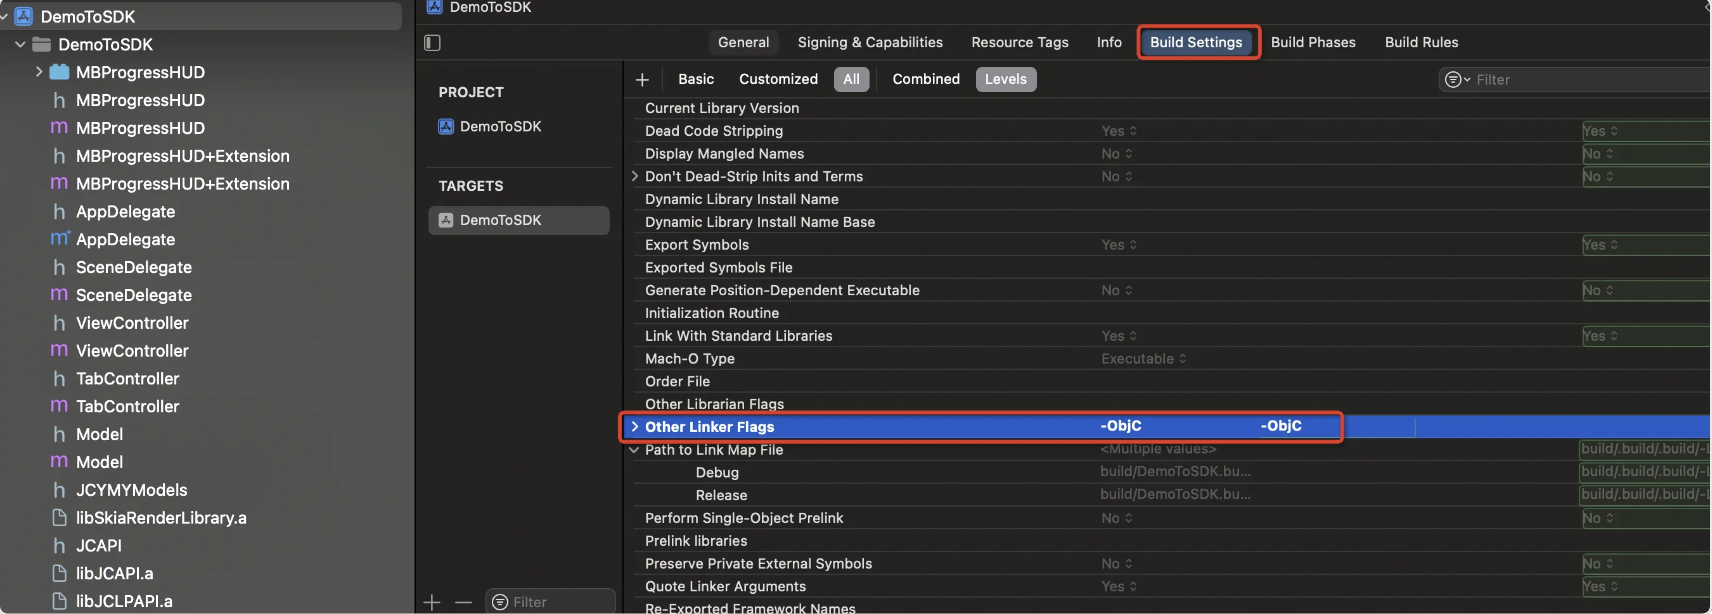 DemoToSDK
DemoToSDK
MBProgressHUD
h MBProgressHUD
m MBProgressHUD
h MBProgressHUD+Extension
m MBProgressHUD+Extension
h AppDelegate
m AppDelegate
h SceneDelegate
m SceneDelegate
h ViewController
m ViewController
h TabController
m TabController
h Model
m Model
h JCYMYModels
libSkiaRenderLibrary.a
h JCAPI
libJCAPI.a
libJCLPAPI.a
DemoToSDK
General Signing & Capabilities Resource Tags Info Build Settings Build Phases Build Rules
PROJECT
DemoToSDK
TARGETS
DemoToSDK
Filter
Basic Customized All Combined Levels Filter
Current Library Version
Dead Code Stripping Yes Yes
Display Mangled Names No No
Don't Dead-Strip Inits and Terms No No
Dynamic Library Install Name
Dynamic Library Install Name Base
Export Symbols Yes Yes
Exported Symbols File
Generate Position-Dependent Executable No No
Initialization Routine
Link With Standard Libraries Yes Yes
Mach-O Type Executable
Order File
Other Librarian Flags
Other Linker Flags -ObjC -ObjC
Path to Link Map File <Multiple values> build/.build/.build/-
Debug build/DemoToSDK.bu... build/.build/.build/-
Release build/DemoToSDK.bu... build/.build/.build/-
Perform Single-Object Prelink No No
Prelink libraries
Preserve Private External Symbols No No
Quote Linker Arguments Yes Yes
Re-Exported Framework Names